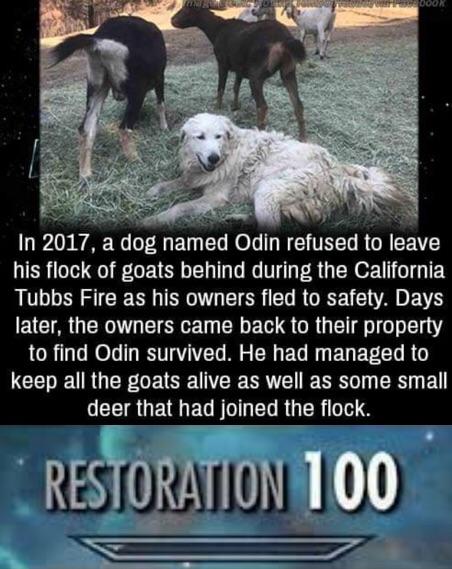 In 2017, a dog named Odin refused to leave
his flock of goats behind during the California
Tubbs Fire as his owners fled to safety. Days
later, the owners came back to their property
to find Odin survived. He had managed to
keep all the goats alive as well as some small
deer that had joined the flock.
RESTORATION 100